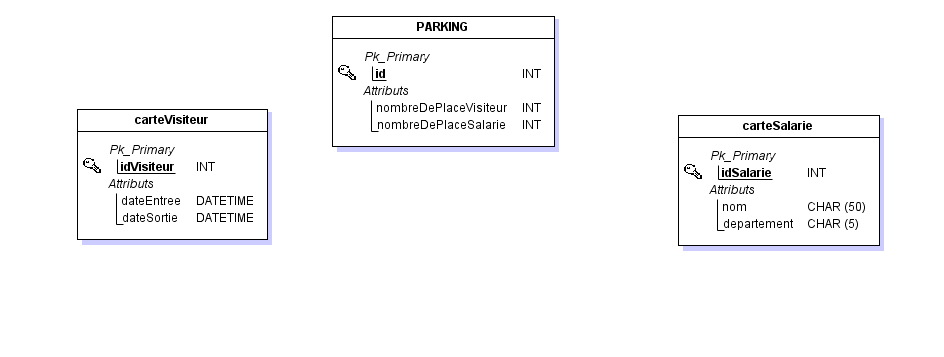 PARKING
Pk_Primary
id INT
Attributs
nombreDePlaceVisiteur INT
nombreDePlaceSalarie INT
carteVisiteur
Pk_Primary
idVisiteur INT
Attributs
dateEntree DATETIME
dateSortie DATETIME
carteSalarie
Pk_Primary
idSalarie INT
Attributs
nom CHAR (50)
departement CHAR (5)